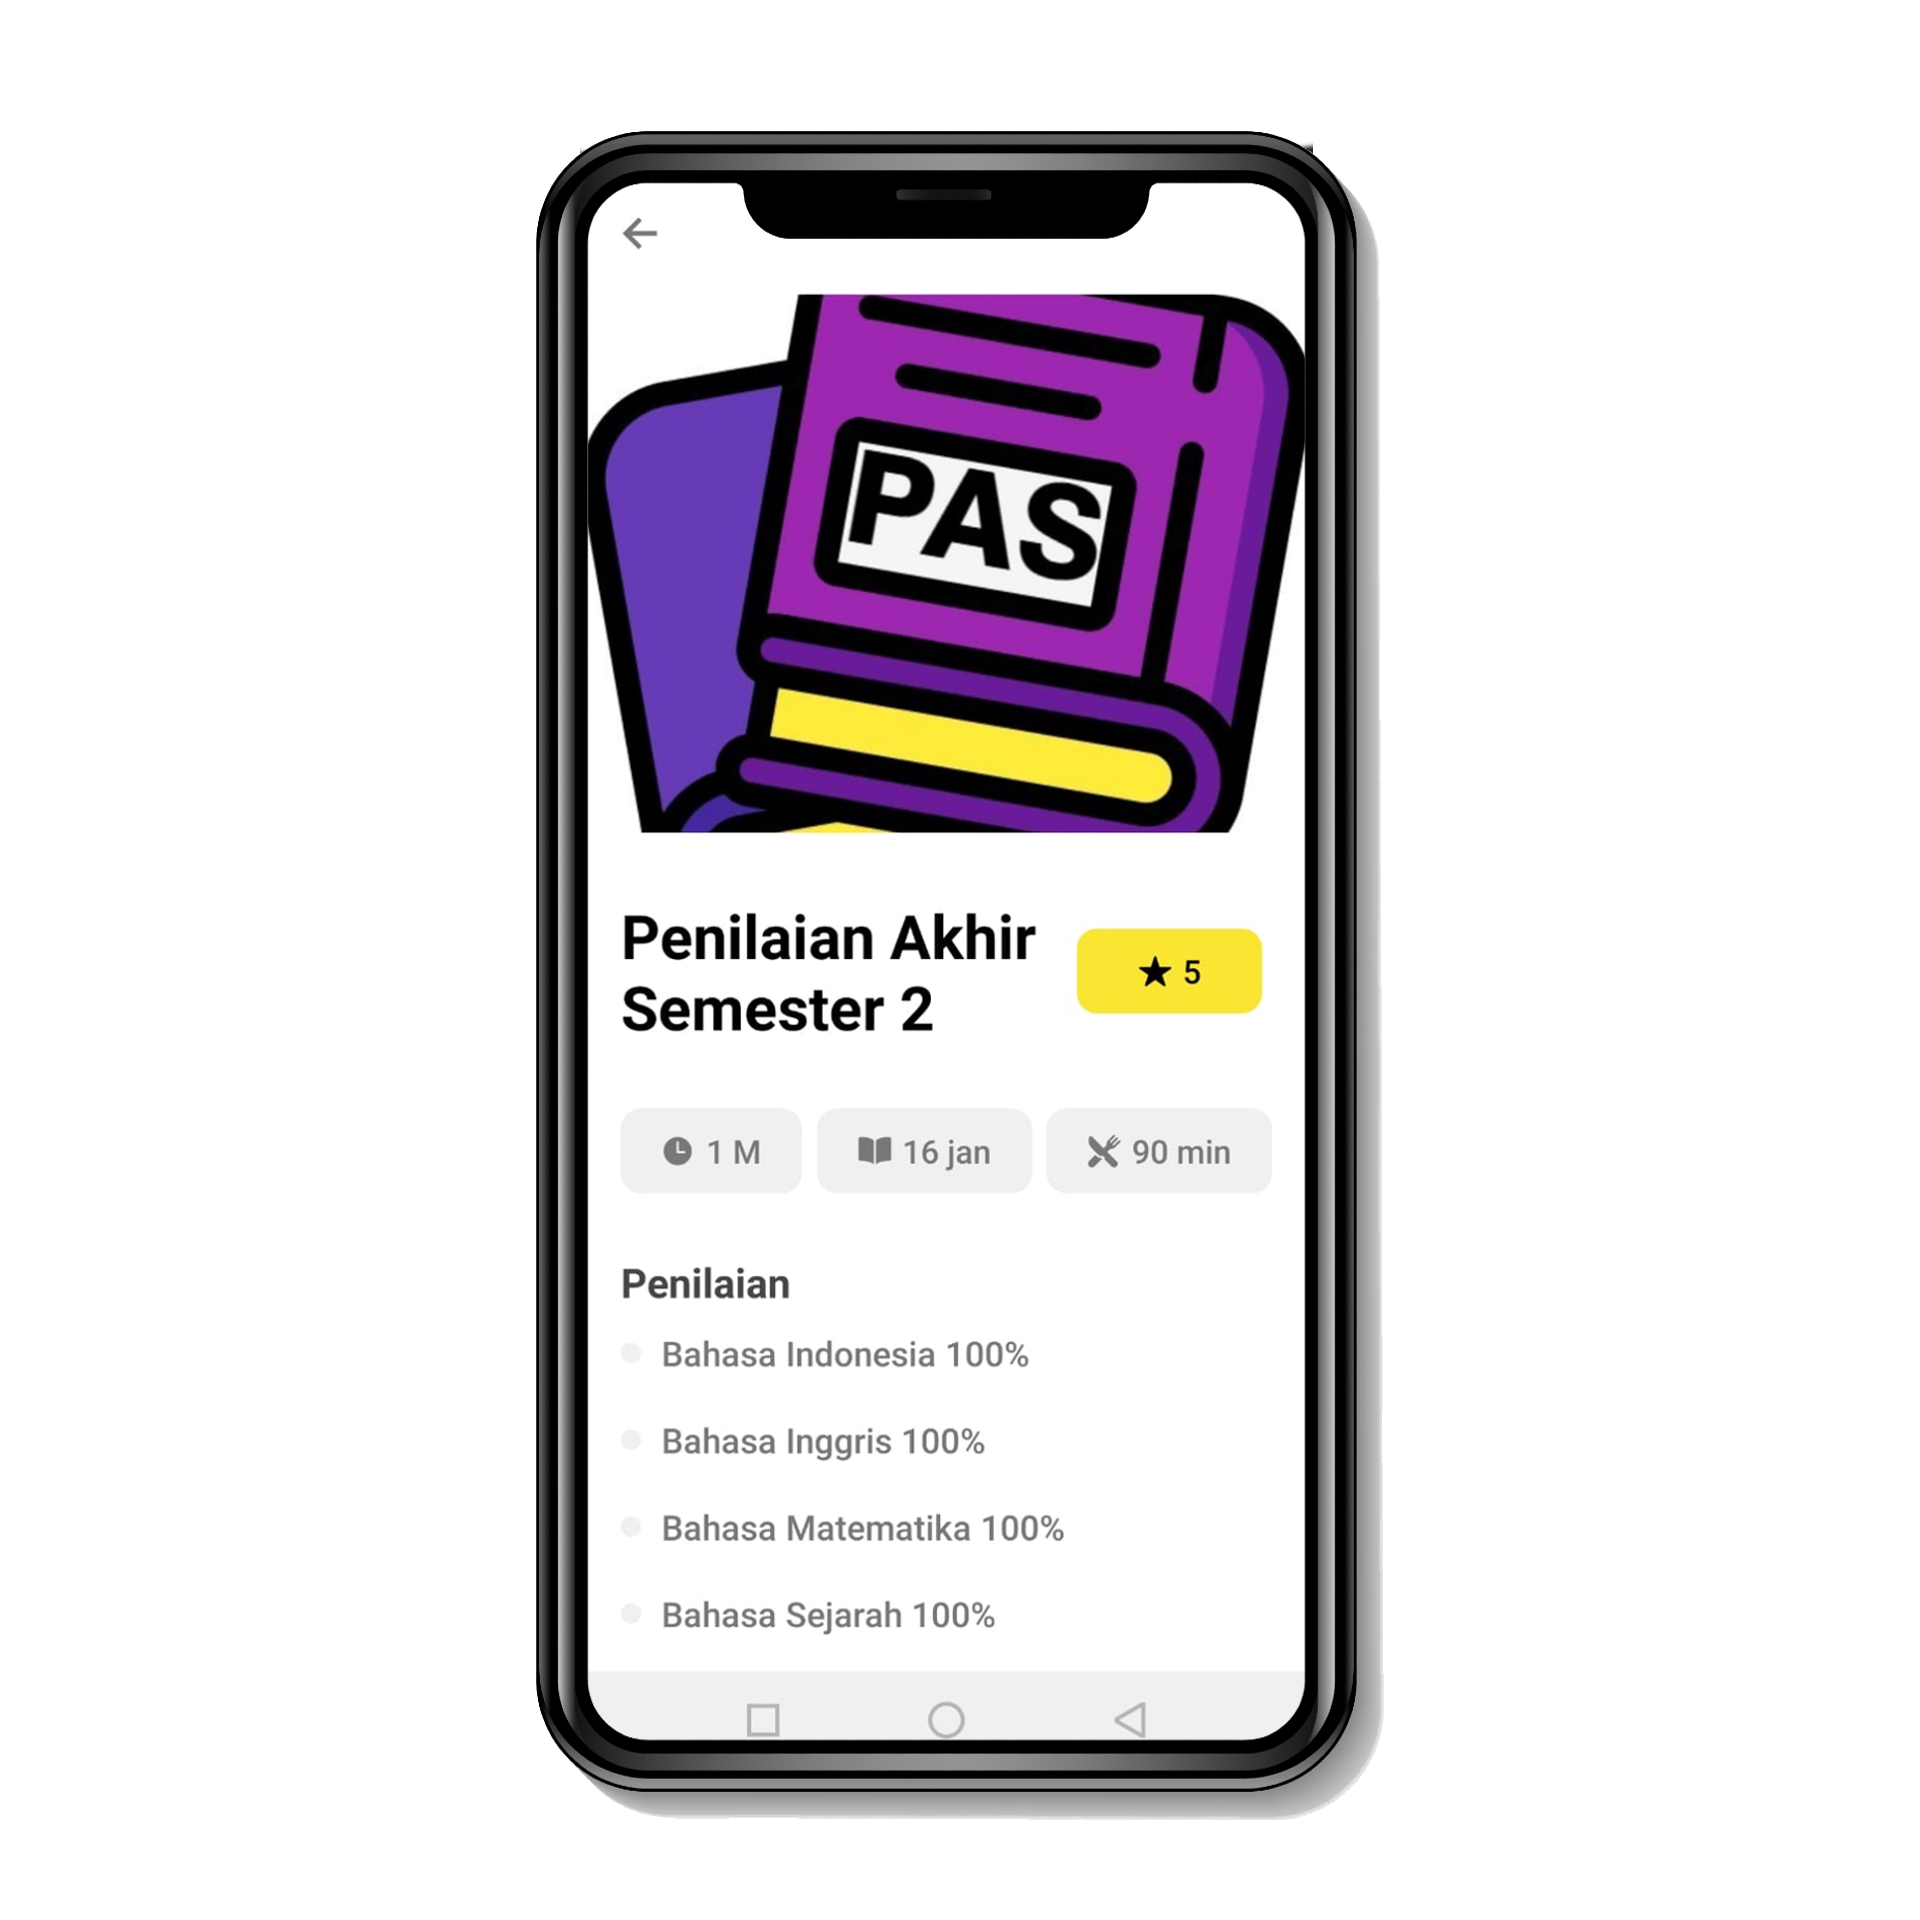 PAS
Penilaian Akhir
Semester 2
5
1 M
16 jan
90 min
Penilaian
Bahasa Indonesia 100%
Bahasa Inggris 100%
Bahasa Matematika 100%
Bahasa Sejarah 100%